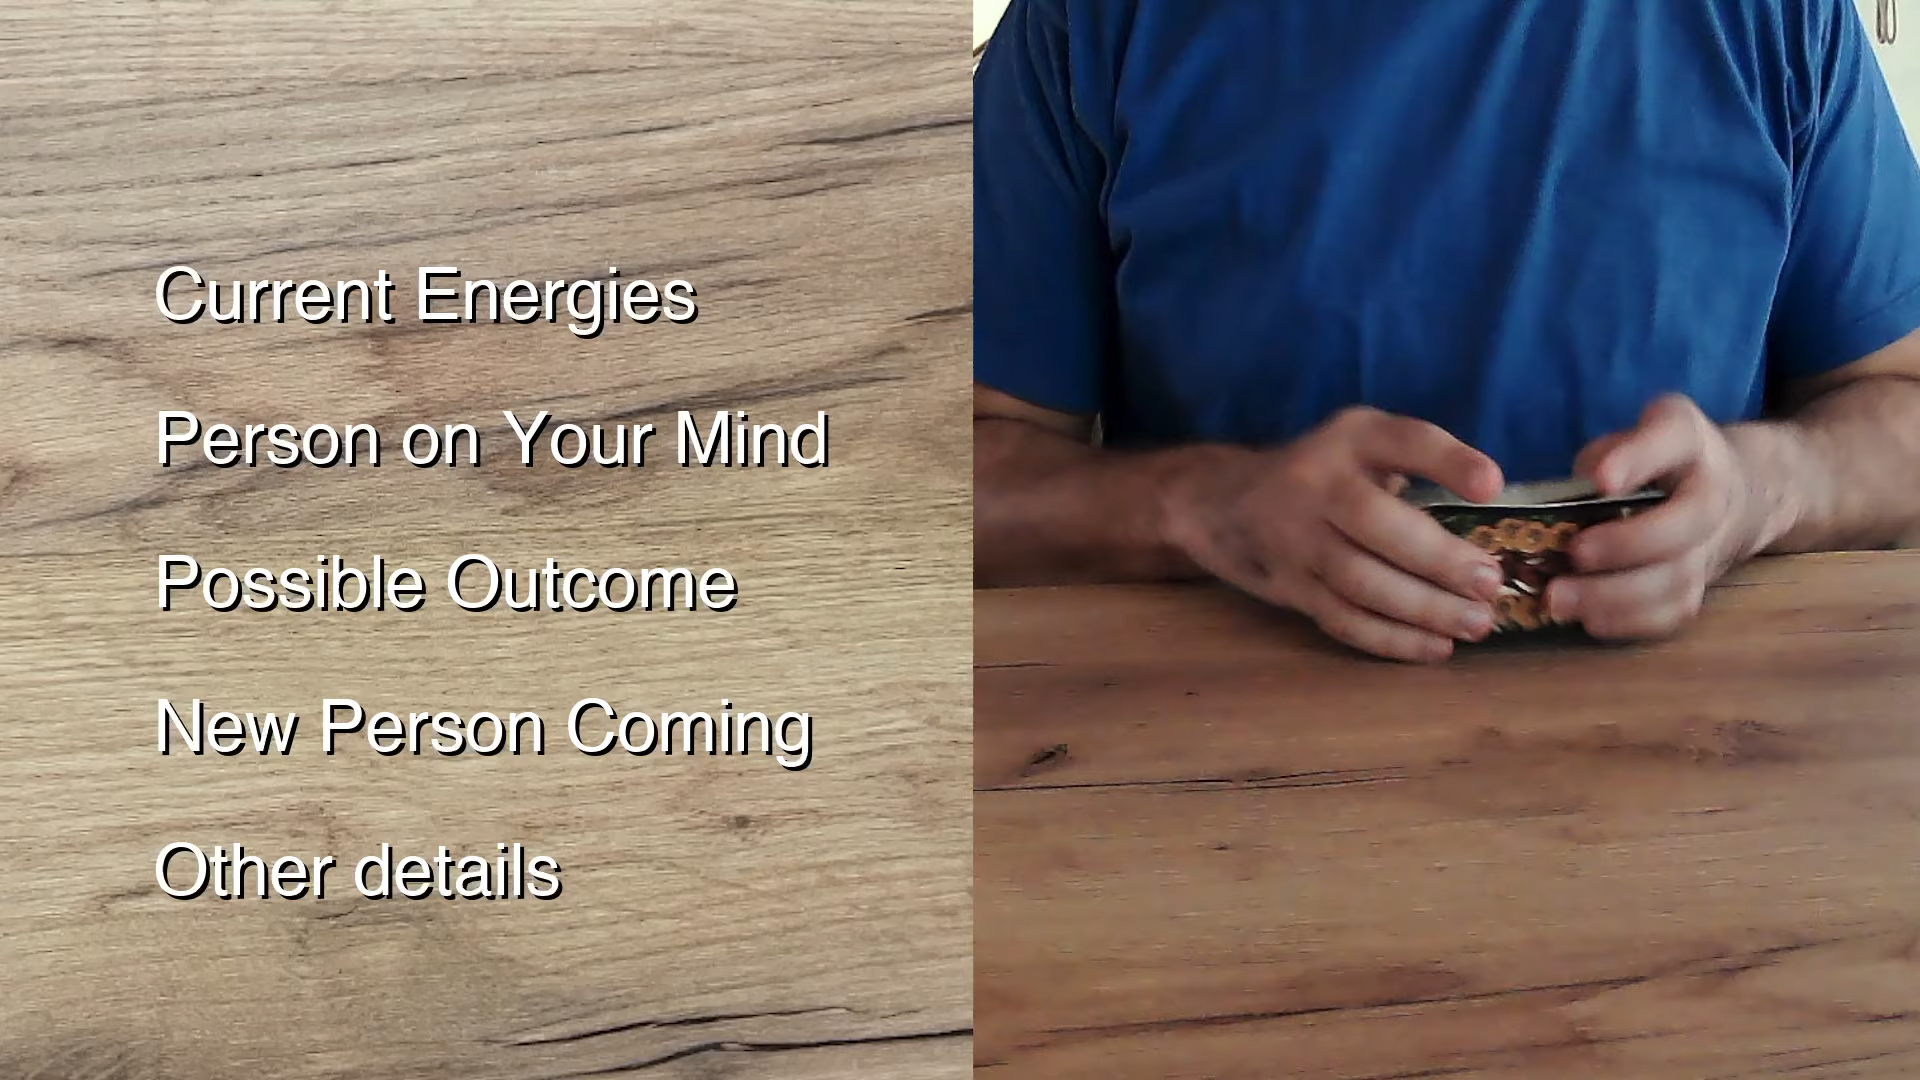 Current Energies
Person on Your Mind
Possible Outcome
New Person Coming
Other details